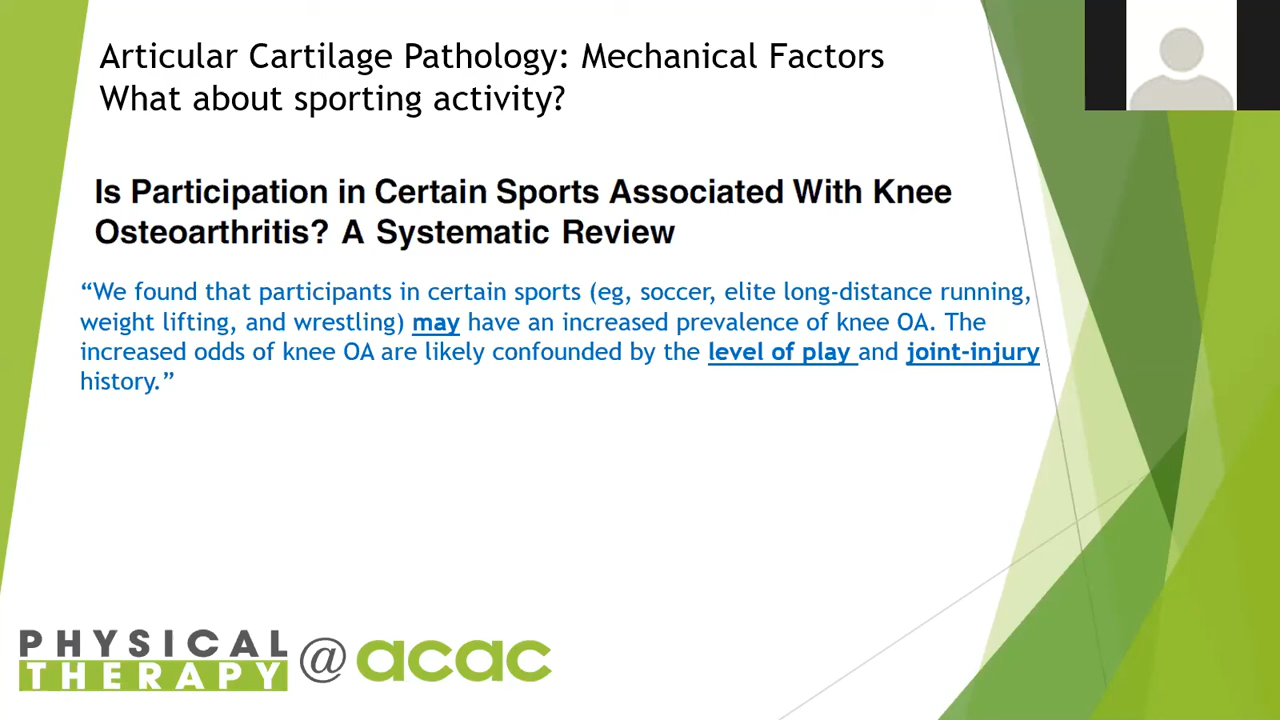 Articular Cartilage Pathology: Mechanical Factors
What about sporting activity?
Is Participation in Certain Sports Associated With Knee
Osteoarthritis? A Systematic Review
“We found that participants in certain sports (eg, soccer, elite long-distance running,
weight lifting, and wrestling) may have an increased prevalence of knee OA. The
increased odds of knee OA are likely confounded by the level of play and joint-injury
history.”
PHYSICAL
THERAPY @ acac